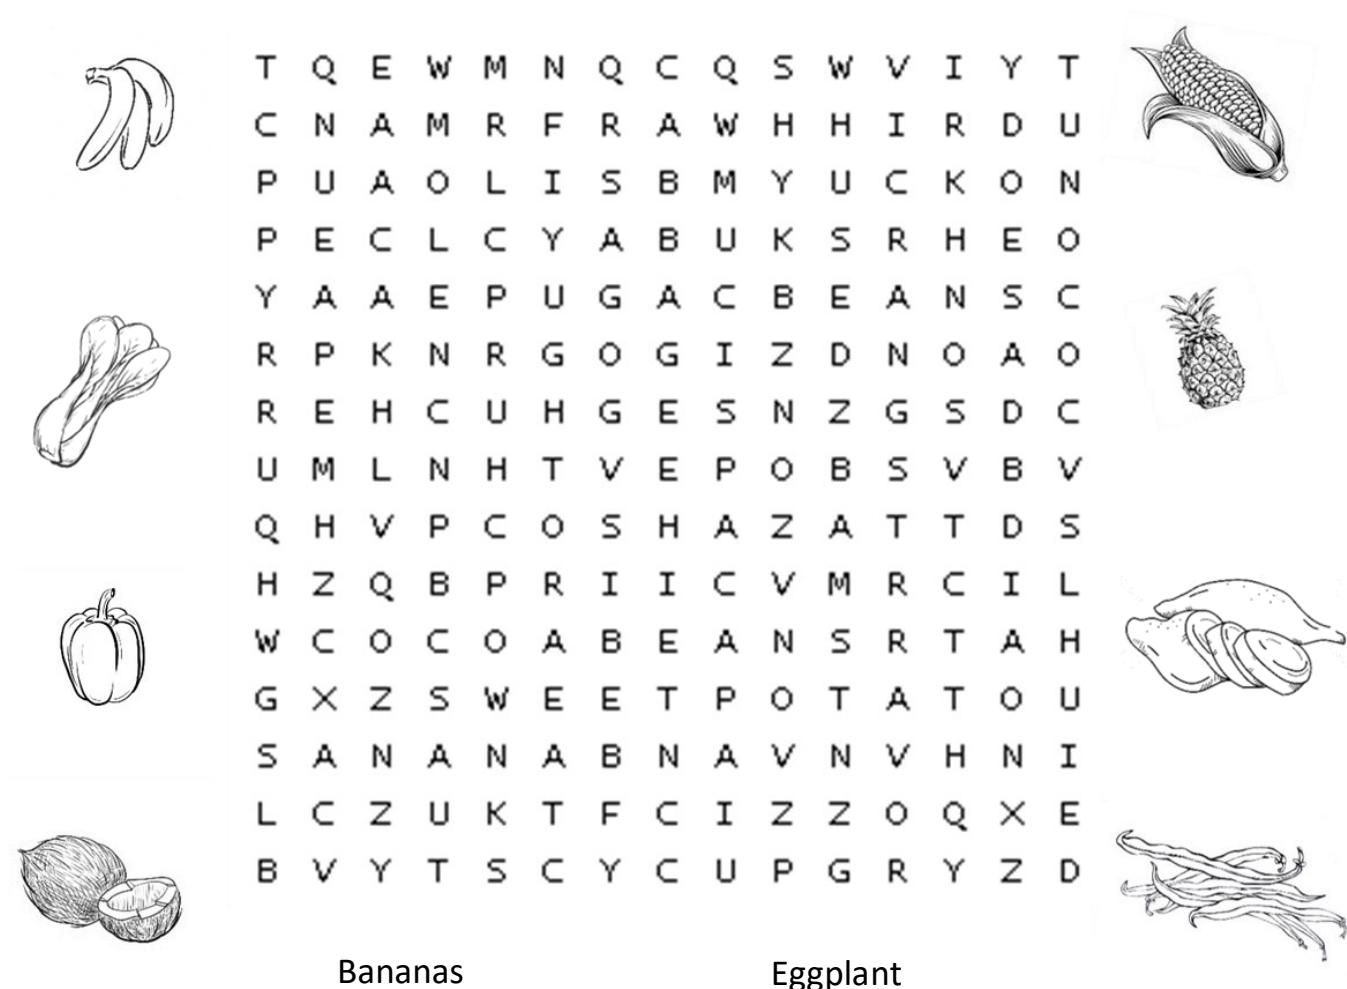 T Q E W M N Q C Q S W V I Y T
C N A M R F R A W H H I R D U
P U A O L I S B M Y U C K O N
P E C L C Y A B U K S R H E O
Y A A E P U G A C B E A N S C
R P K N R G O G I Z D N O A O
R E H C U H G E S N Z G S D C
U M L N H T V E P O B S V B V
Q H V P C O S H A Z A T T D S
H Z Q B P R I I C V M R C I L
W C O C O A B E A N S R T A H
G X Z S W E E T P O T A T O U
S A N A N A B N A V N V H N I
L C Z U K T F C I Z Z O Q X E
B V Y T S C Y C U P G R Y Z D
Bananas Eggplant